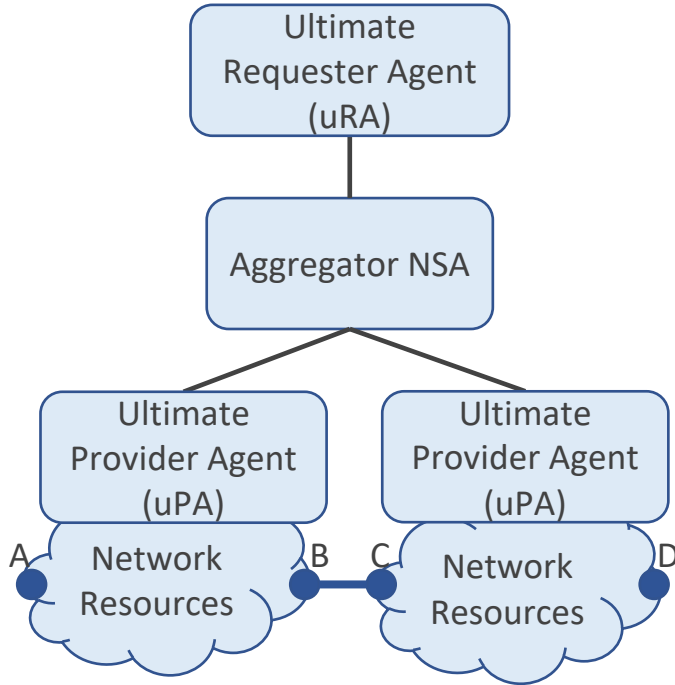 Ultimate
Requester Agent
(uRA)
Aggregator NSA
Ultimate
Provider Agent
(uPA)
Ultimate
Provider Agent
(uPA)
A
Network
Resources
B
C
Network
Resources
D